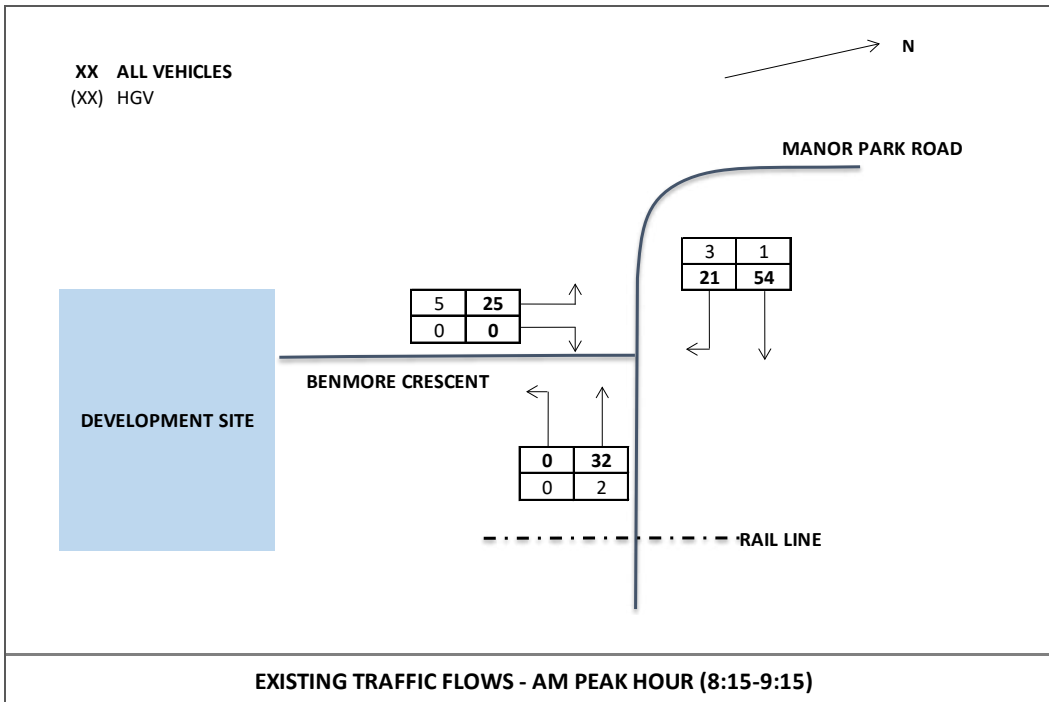 XX ALL VEHICLES
(XX) HGV
N
MANOR PARK ROAD
3 1
21 54
5 25
0 0
BENMORE CRESCENT
DEVELOPMENT SITE
0 32
0 2
RAIL LINE
EXISTING TRAFFIC FLOWS - AM PEAK HOUR (8:15-9:15)